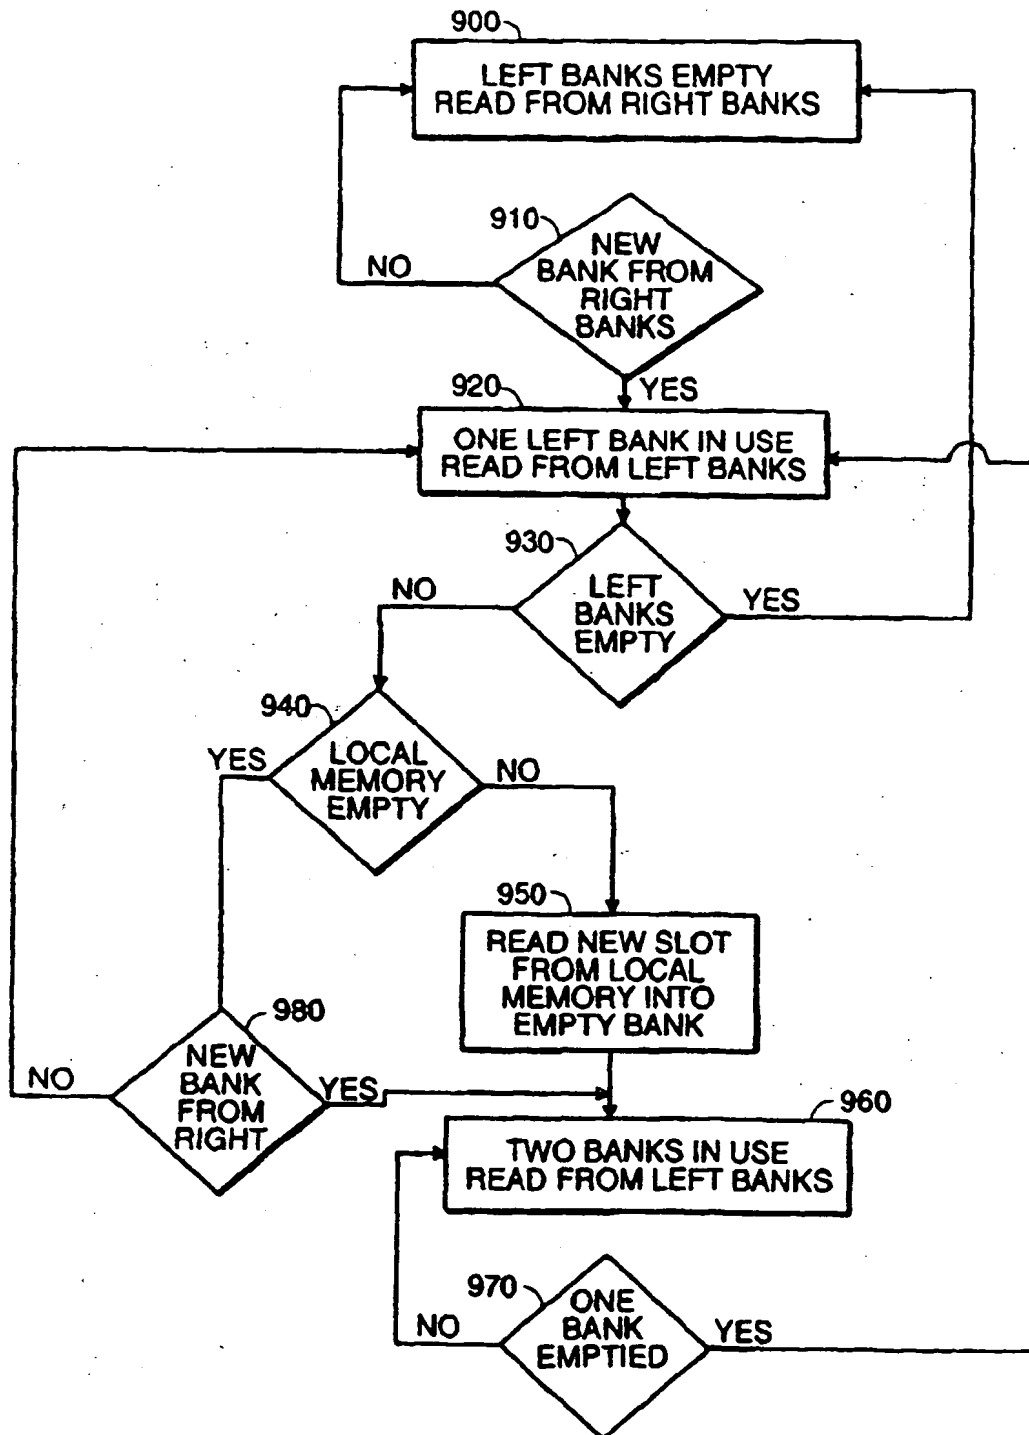 900
LEFT BANKS EMPTY
READ FROM RIGHT BANKS
910
NEW
BANK FROM
RIGHT
BANKS
NO
YES
920
ONE LEFT BANK IN USE
READ FROM LEFT BANKS
930
LEFT
BANKS
EMPTY
NO
YES
940
LOCAL
MEMORY
EMPTY
YES
NO
950
READ NEW SLOT
FROM LOCAL
MEMORY INTO
EMPTY BANK
980
NEW
BANK
FROM
RIGHT
NO
YES
960
TWO BANKS IN USE
READ FROM LEFT BANKS
970
ONE
BANK
EMPTIED
NO
YES